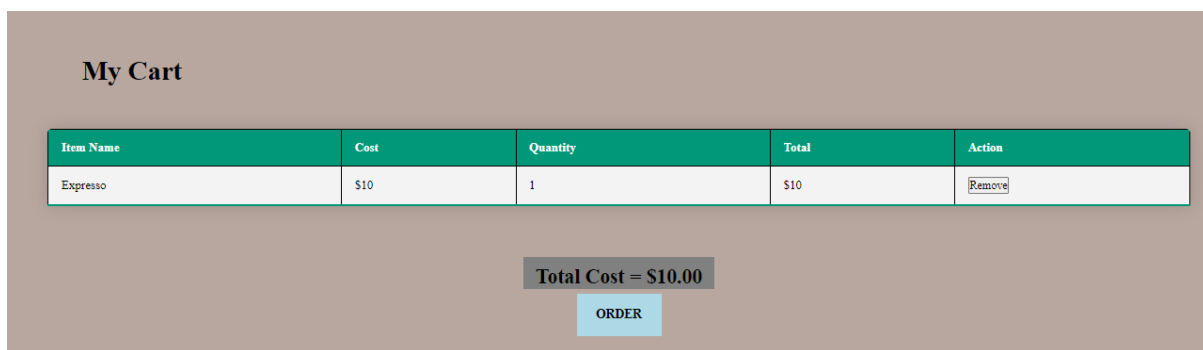 My Cart
Item Name Cost Quantity Total Action
Expresso $10 1 $10 Remove
Total Cost = $10.00
ORDER